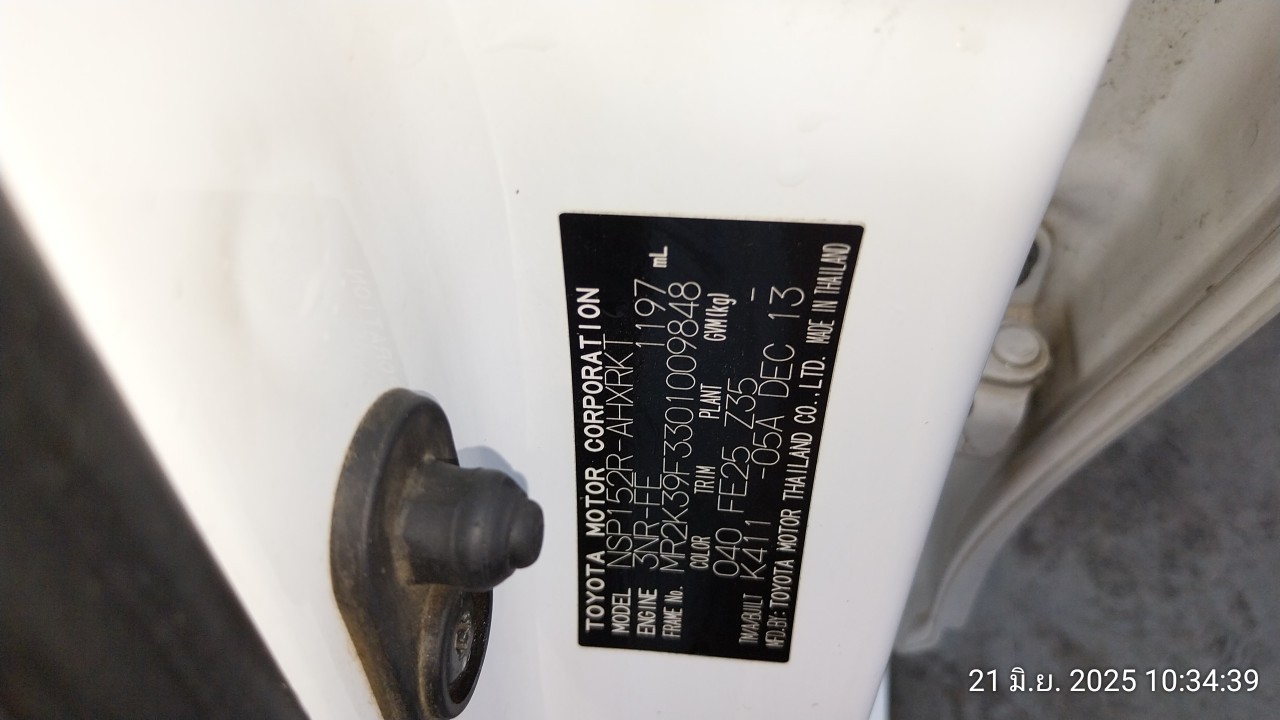 TOYOTA MOTOR CORPORATION
MODEL NSP152R-AHXRKT
ENGINE 3NR-FE 1197 mL
FRAME No. MR2K39F3301009848
COLOR TRIM PLANT GVM(kg)
040 FE25 Z35 -
T/M/A/BUILT K411 -05A DEC 13
MFD.BY: TOYOTA MOTOR THAILAND CO.,LTD. MADE IN THAILAND
21 มิ.ย. 2025 10:34:39